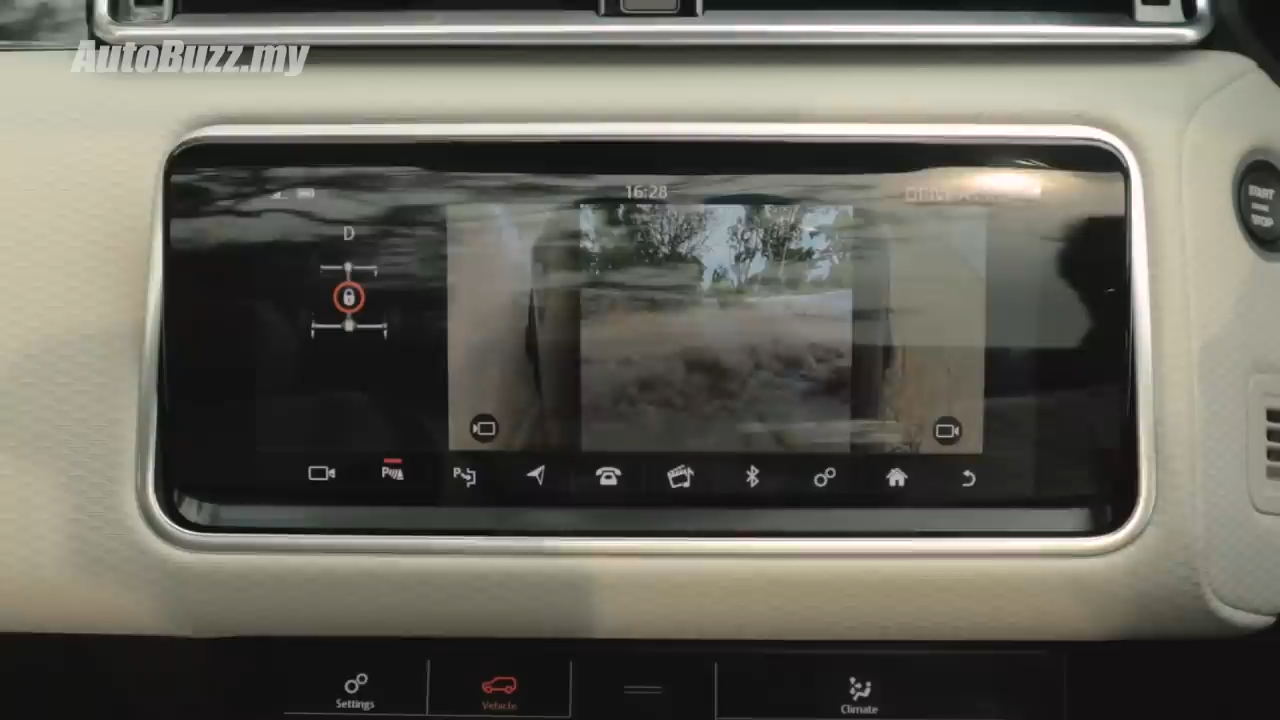 AutoBuzz.my
16:28
D
START
STOP
P
Settings
Vehicle
Climate